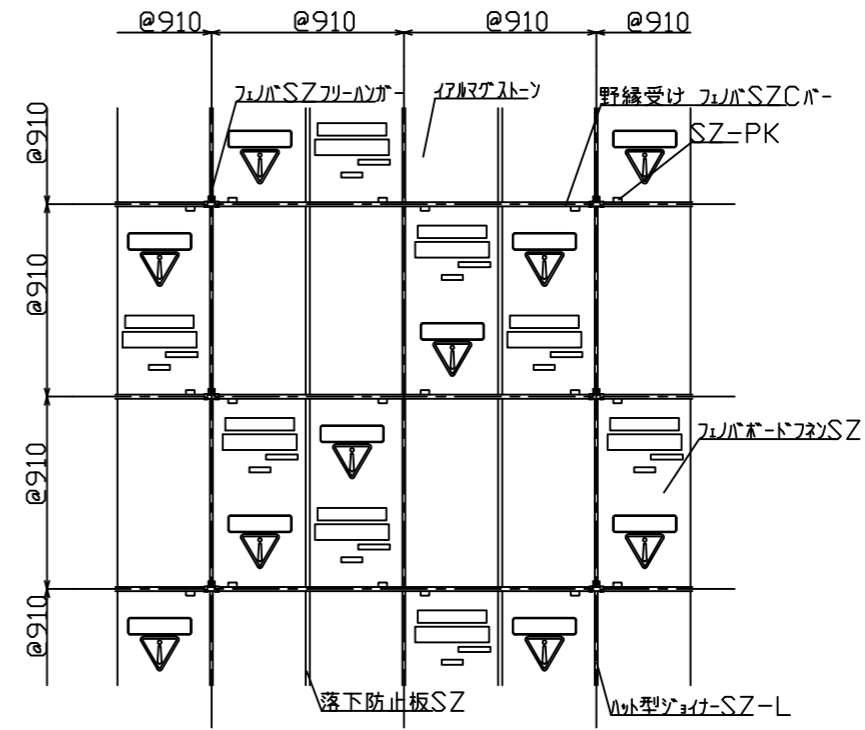 @910 @910 @910 @910
フェノバSZフリーハンガー
イアルマグストーン
野縁受け フェノバSZCバー
SZ-PK
@910
@910
@910
@910
フェノバボードフネンSZ
落下防止板SZ
ハット型ジョイナーSZ-L